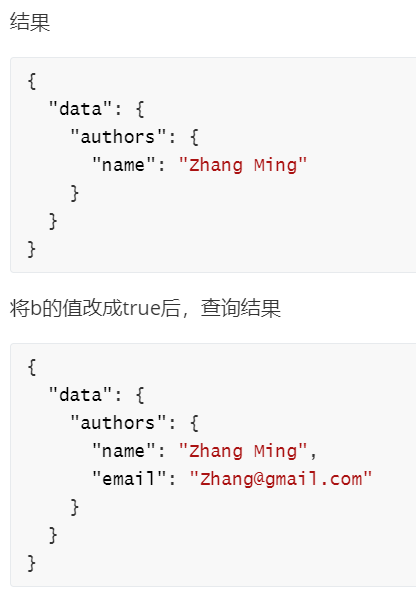 结果
{
  "data": {
    "authors": {
      "name": "Zhang Ming"
    }
  }
}
将b的值改成true后，查询结果
{
  "data": {
    "authors": {
      "name": "Zhang Ming",
      "email": "Zhang@gmail.com"
    }
  }
}